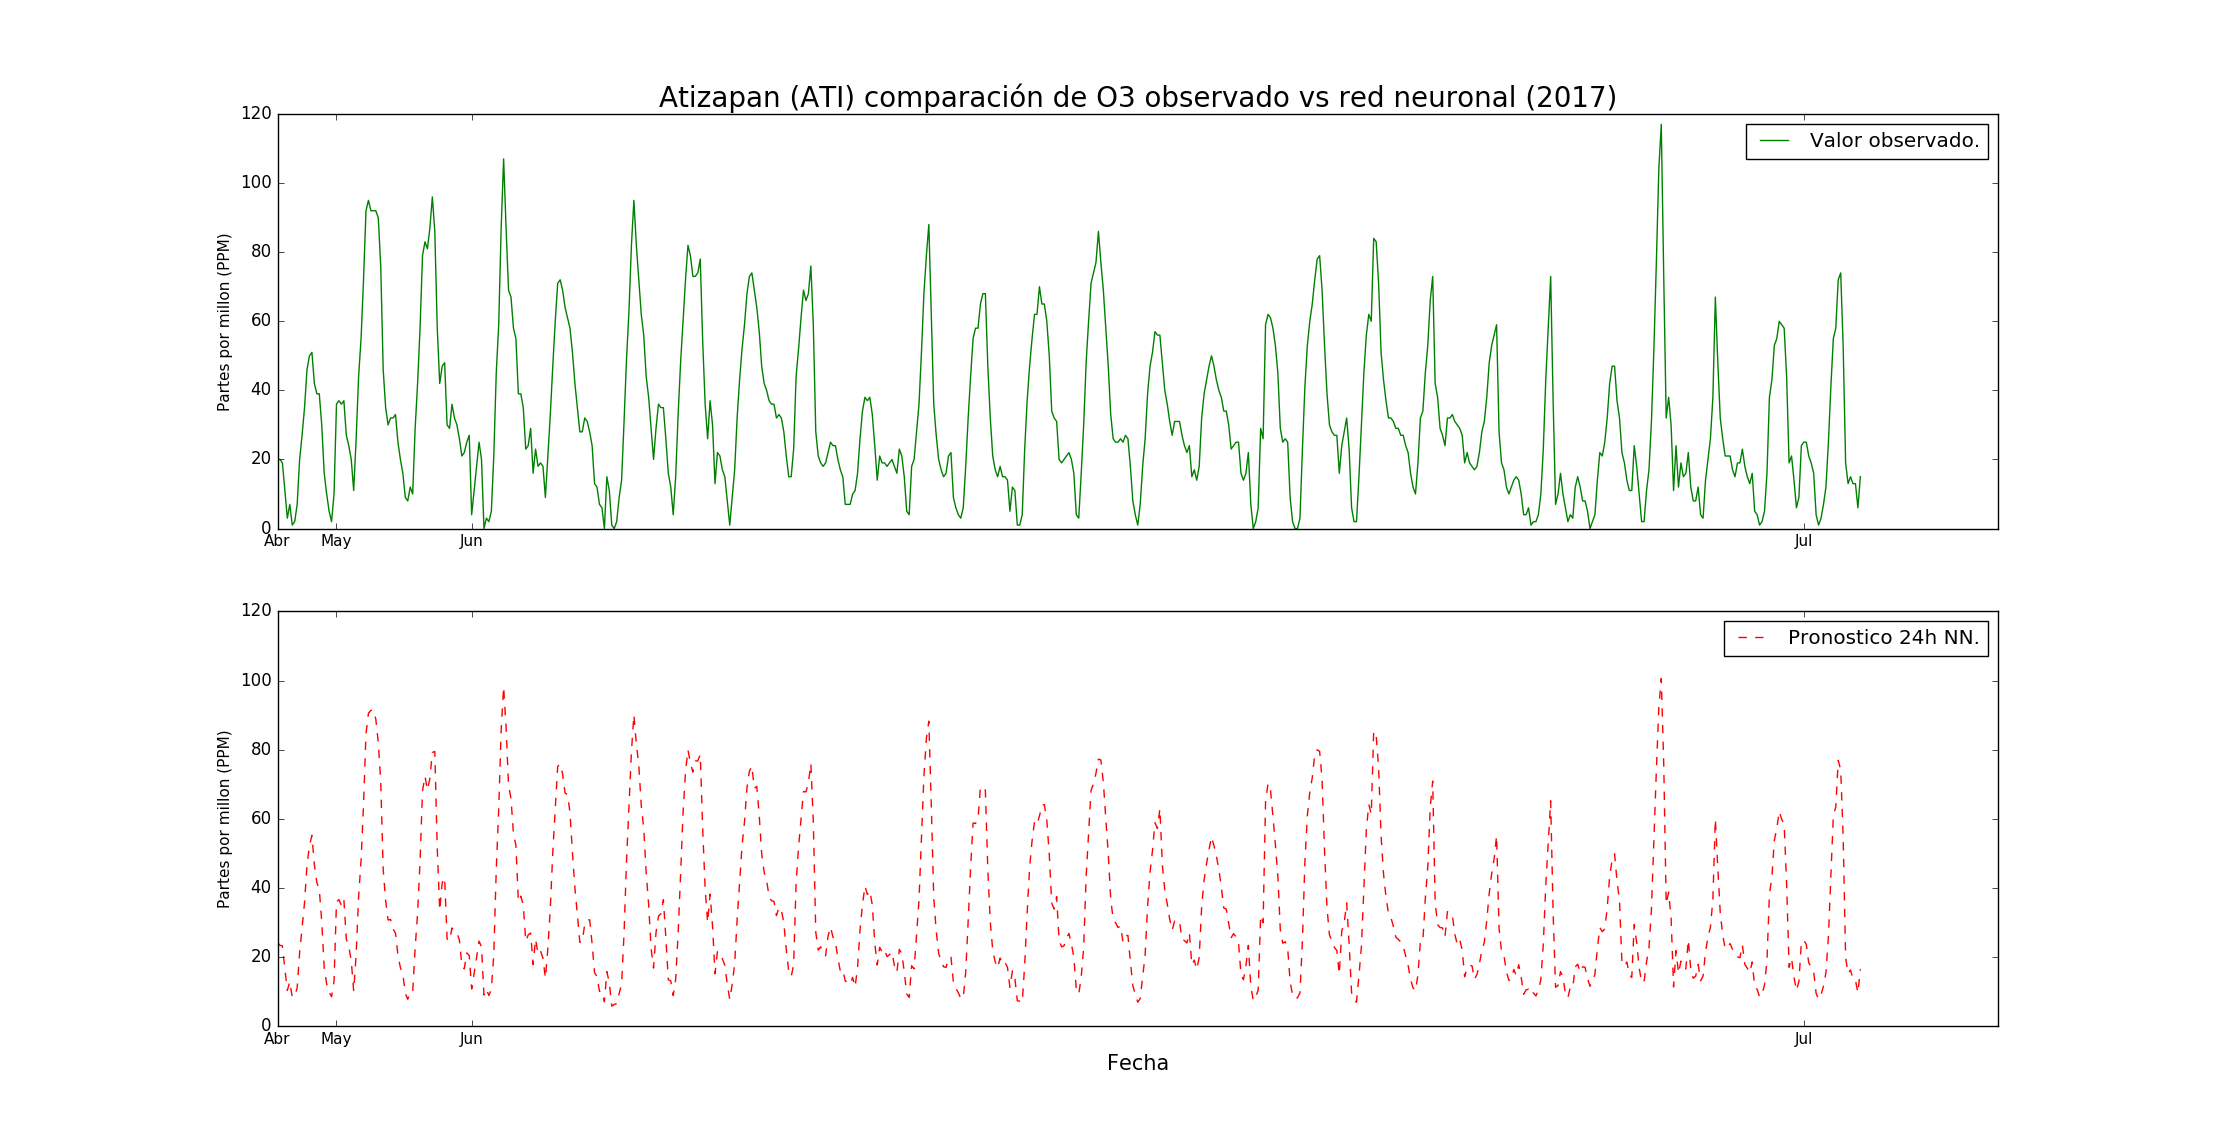 Atizapan (ATI) comparación de O3 observado vs red neuronal (2017)
120
100
80
60
40
20
0
Partes por millon (PPM)
Valor observado.
Abr May Jun Jul
120
100
80
60
40
20
0
Partes por millon (PPM)
Pronostico 24h NN.
Abr May Jun Jul
Fecha